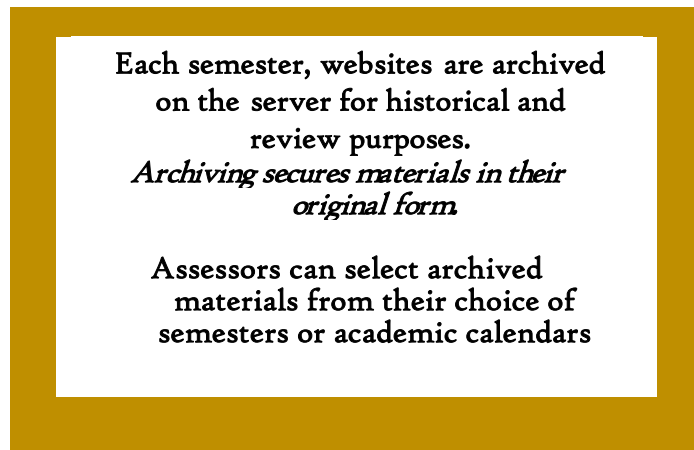 Each semester, websites are archived
on the server for historical and
review purposes.
Archiving secures materials in their
original form.
Assessors can select archived
materials from their choice of
semesters or academic calendars